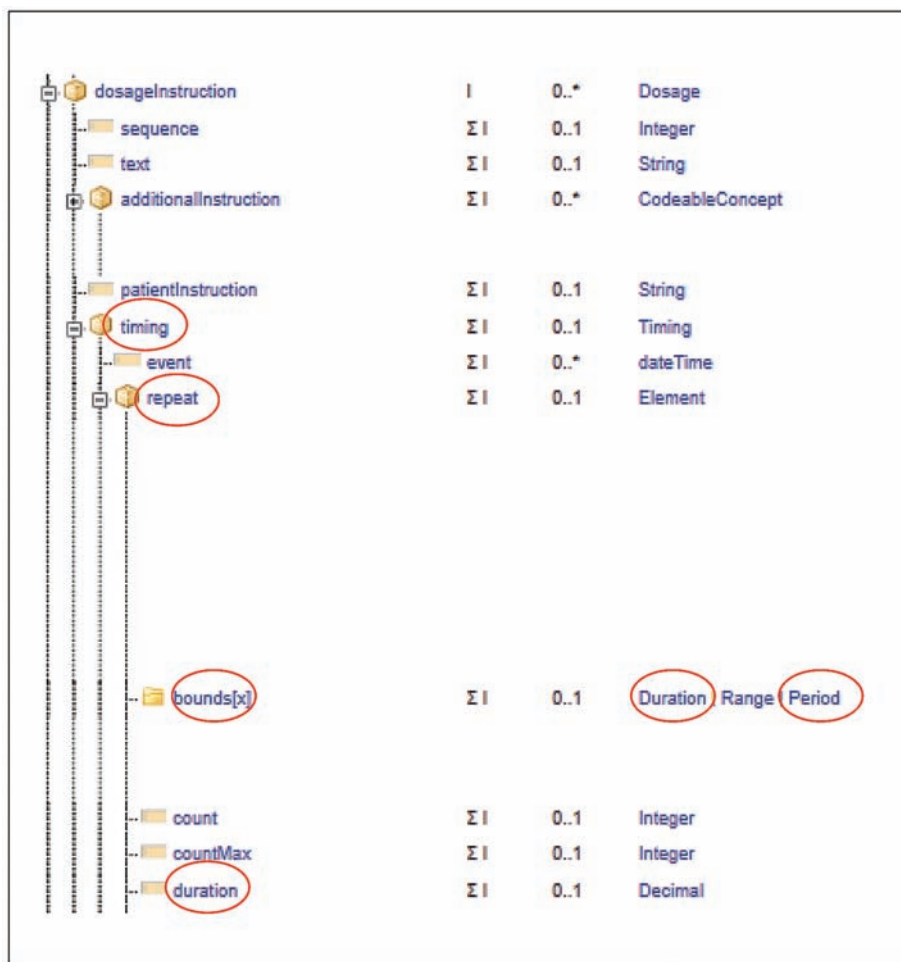 dosageInstruction I 0..* Dosage
sequence Σ I 0..1 Integer
text Σ I 0..1 String
additionalInstruction Σ I 0..* CodeableConcept
patientInstruction Σ I 0..1 String
timing Σ I 0..1 Timing
event Σ I 0..* dateTime
repeat Σ I 0..1 Element
bounds[x] Σ I 0..1 Duration | Range | Period
count Σ I 0..1 Integer
countMax Σ I 0..1 Integer
duration Σ I 0..1 Decimal